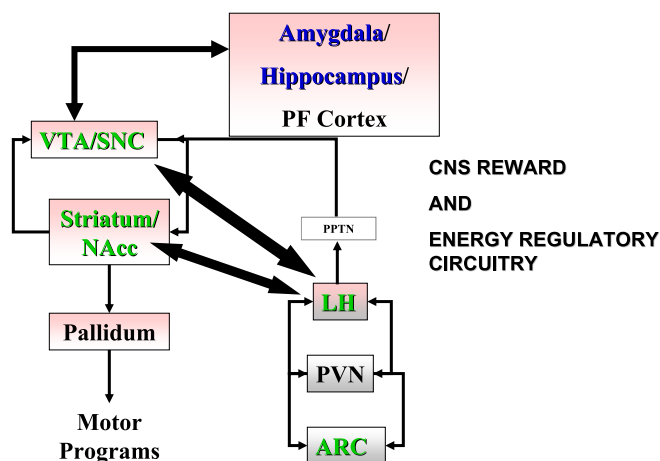 Amygdala/
Hippocampus/
PF Cortex
VTA/SNC
CNS REWARD
AND
ENERGY REGULATORY
CIRCUITRY
Striatum/
NAcc
PPTN
LH
Pallidum
PVN
Motor
Programs
ARC